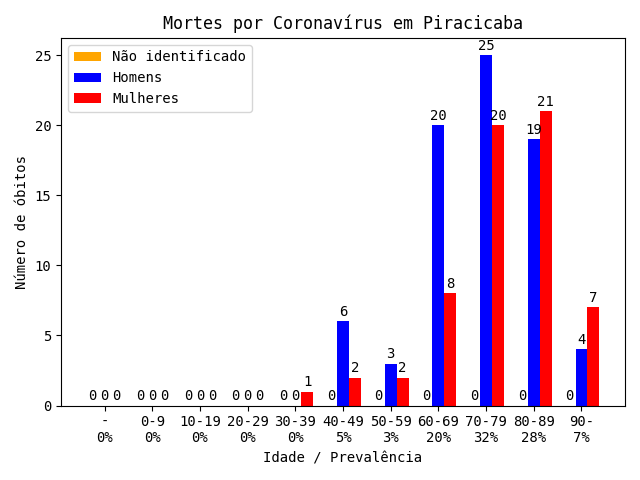 Mortes por Coronavírus em Piracicaba
Número de óbitos
25
20
15
10
5
0
Não identificado
Homens
Mulheres
0 0 0 0 0 0 0 0 0 0 0 0 0 0 1 0 6 2 0 3 2 0 20 8 0 25 20 0 19 21 0 4 7
- 0-9 10-19 20-29 30-39 40-49 50-59 60-69 70-79 80-89 90-
0% 0% 0% 0% 0% 5% 3% 20% 32% 28% 7%
Idade / Prevalência